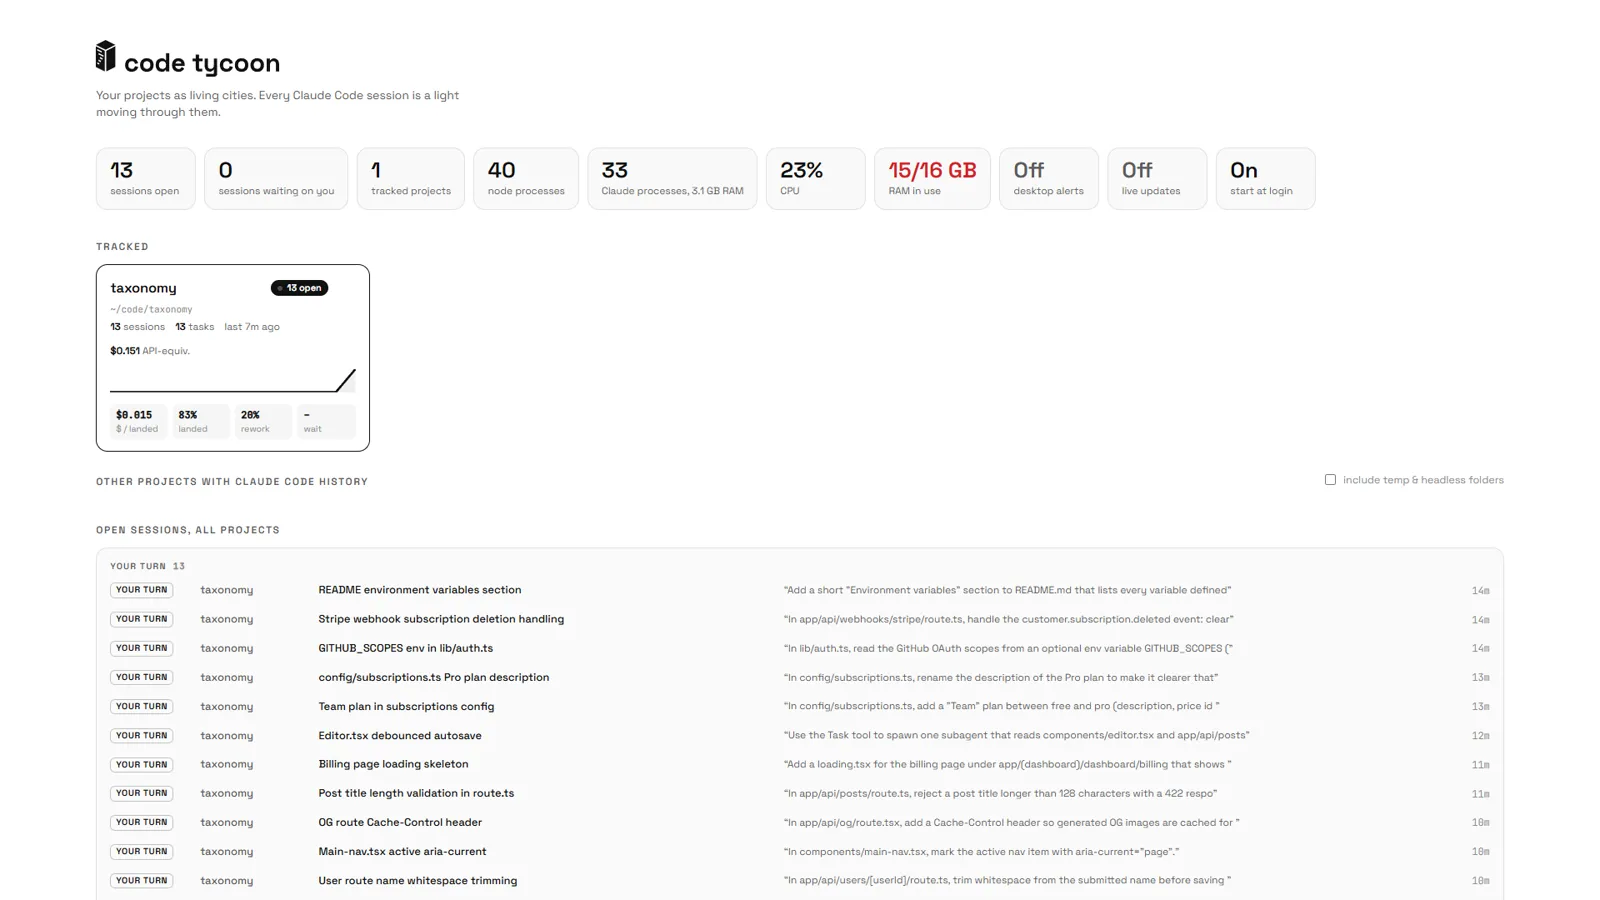 code tycoon
Your projects as living cities. Every Claude Code session is a light
moving through them.
13
sessions open
0
sessions waiting on you
1
tracked projects
40
node processes
33
Claude processes, 3.1 GB RAM
23%
CPU
15/16 GB
RAM in use
Off
desktop alerts
Off
live updates
On
start at login
TRACKED
taxonomy
13 open
~/code/taxonomy
13 sessions 13 tasks last 7m ago
$0.151 API-equiv.
$0.015
$ / landed
83%
landed
20%
rework
–
wait
OTHER PROJECTS WITH CLAUDE CODE HISTORY
include temp & headless folders
OPEN SESSIONS, ALL PROJECTS
YOUR TURN 13
YOUR TURN taxonomy README environment variables section “Add a short "Environment variables" section to README.md that lists every variable defined” 14m
YOUR TURN taxonomy Stripe webhook subscription deletion handling “In app/api/webhooks/stripe/route.ts, handle the customer.subscription.deleted event: clear” 14m
YOUR TURN taxonomy GITHUB_SCOPES env in lib/auth.ts “In lib/auth.ts, read the GitHub OAuth scopes from an optional env variable GITHUB_SCOPES (” 14m
YOUR TURN taxonomy config/subscriptions.ts Pro plan description “In config/subscriptions.ts, rename the description of the Pro plan to make it clearer that” 13m
YOUR TURN taxonomy Team plan in subscriptions config “In config/subscriptions.ts, add a "Team" plan between free and pro (description, price id ” 13m
YOUR TURN taxonomy Editor.tsx debounced autosave “Use the Task tool to spawn one subagent that reads components/editor.tsx and app/api/posts” 12m
YOUR TURN taxonomy Billing page loading skeleton “Add a loading.tsx for the billing page under app/(dashboard)/dashboard/billing that shows ” 11m
YOUR TURN taxonomy Post title length validation in route.ts “In app/api/posts/route.ts, reject a post title longer than 128 characters with a 422 respo” 11m
YOUR TURN taxonomy OG route Cache-Control header “In app/api/og/route.tsx, add a Cache-Control header so generated OG images are cached for ” 10m
YOUR TURN taxonomy Main-nav.tsx active aria-current “In components/main-nav.tsx, mark the active nav item with aria-current="page".” 10m
YOUR TURN taxonomy User route name whitespace trimming “In app/api/users/[userId]/route.ts, trim whitespace from the submitted name before saving ” 10m